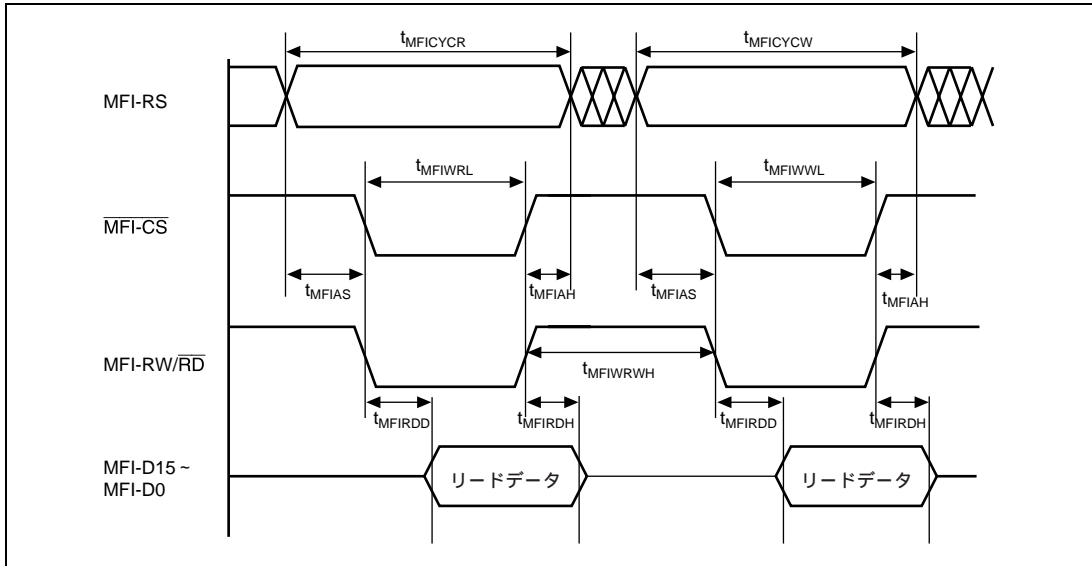 tMFICYCR tMFICYCW
MFI-RS
tMFIWRL tMFIWWL
MFI-CS
tMFIAS tMFIAH tMFIAS tMFIAH
MFI-RW/RD
tMFIWRWH
tMFIRDD tMFIRDH tMFIRDD tMFIRDH
MFI-D15 ~
MFI-D0
リードデータ リードデータ